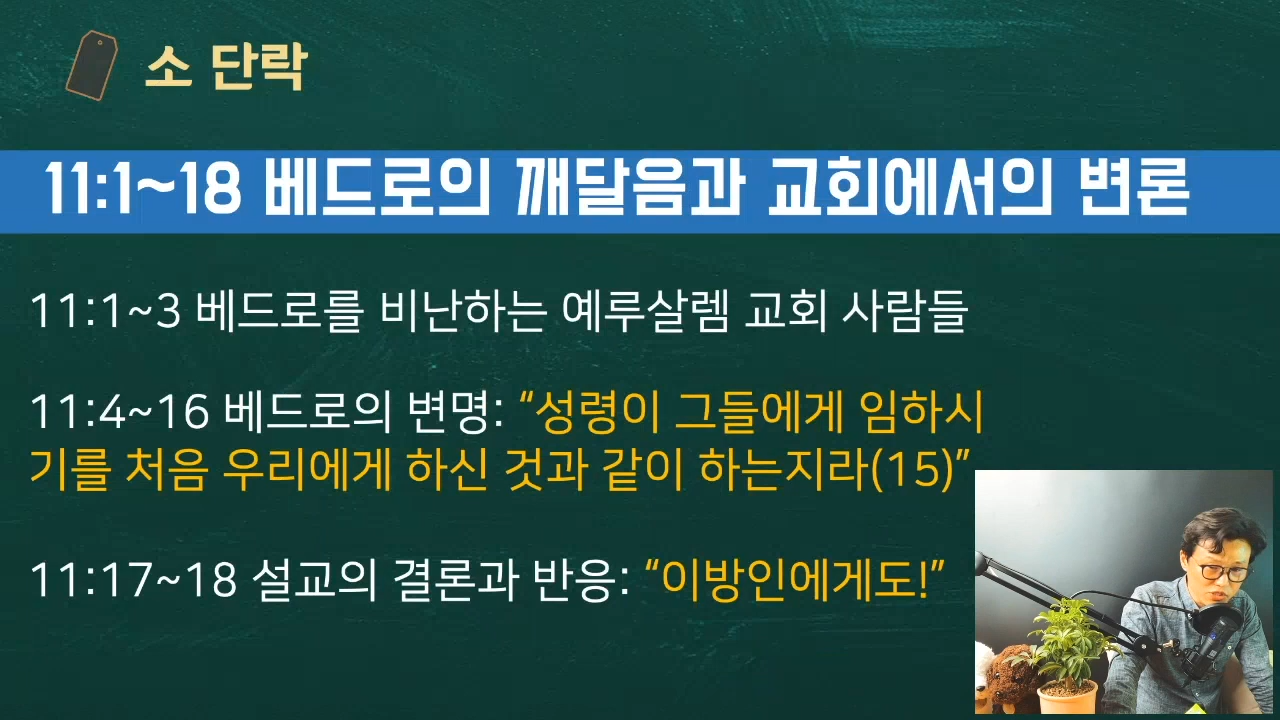 소 단락
11:1~18 베드로의 깨달음과 교회에서의 변론
11:1~3 베드로를 비난하는 예루살렘 교회 사람들
11:4~16 베드로의 변명: “성령이 그들에게 임하시
기를 처음 우리에게 하신 것과 같이 하는지라(15)”
11:17~18 설교의 결론과 반응: “이방인에게도!”